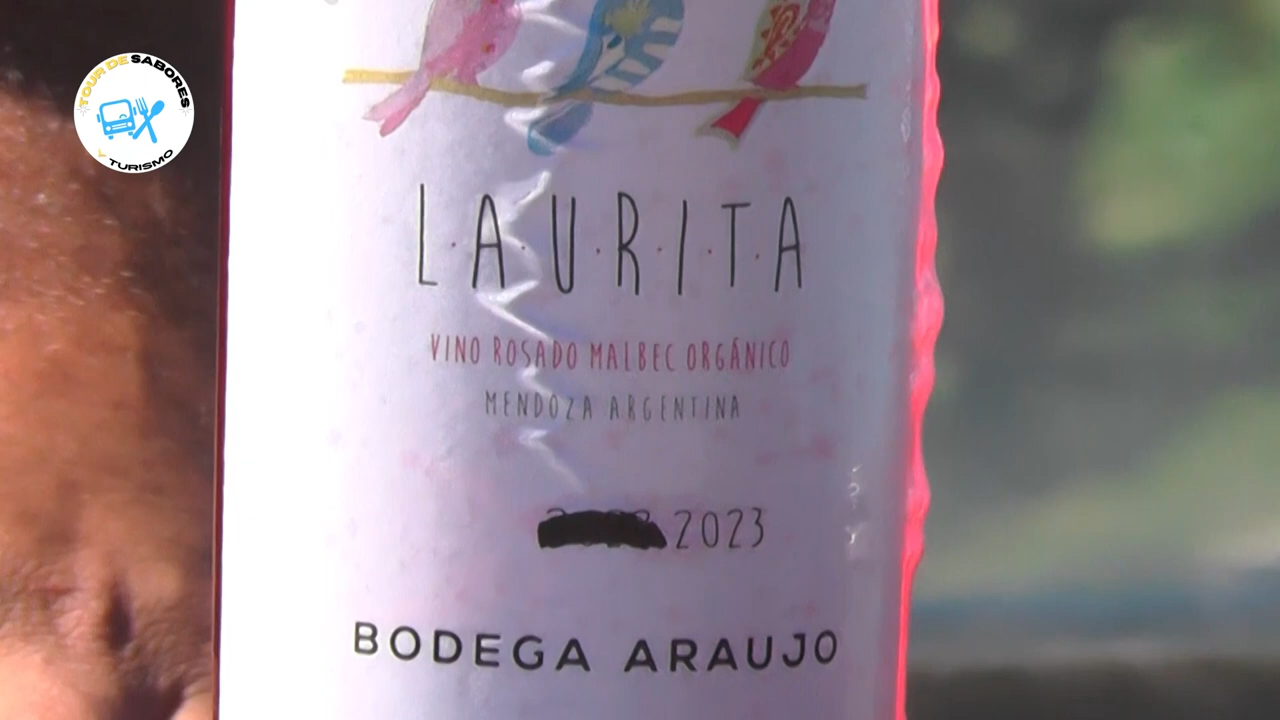 TOUR DE SABORES
Y TURISMO
L·A·U·R·I·T·A
VINO ROSADO MALBEC ORGÁNICO
MENDOZA ARGENTINA
2023
BODEGA ARAUJO